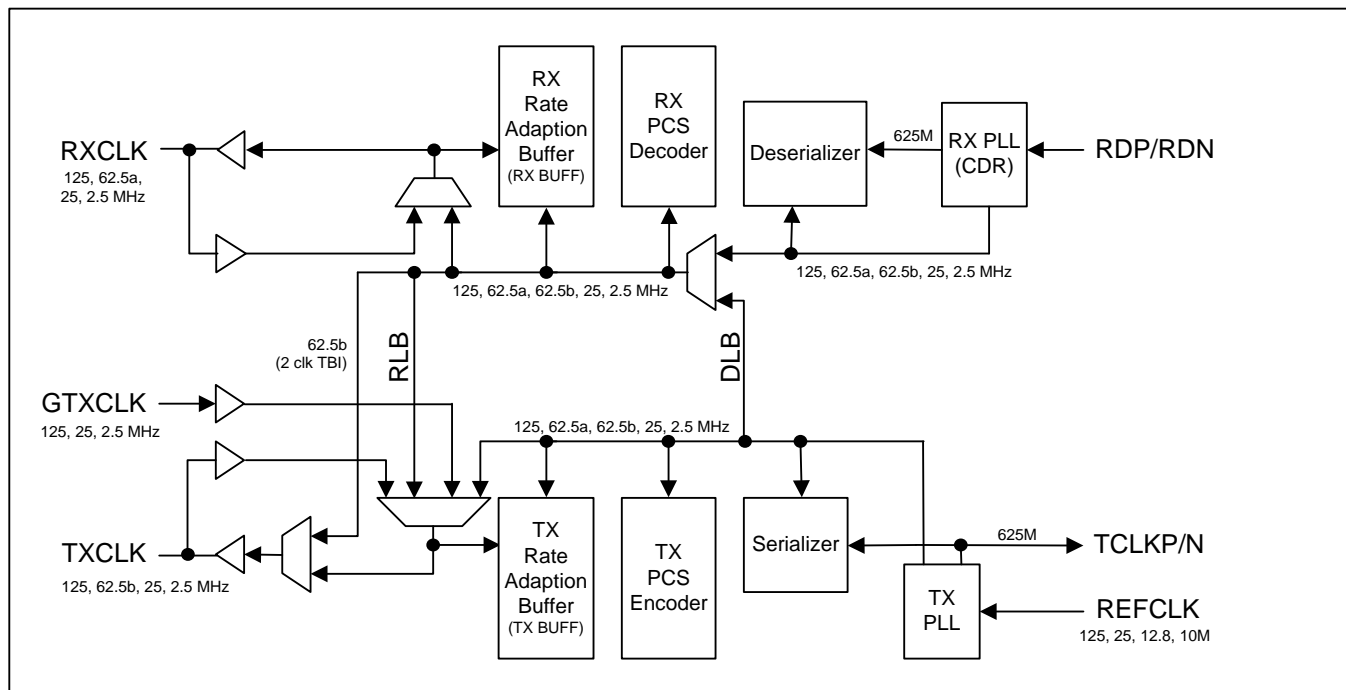 RX
Rate
Adaption
Buffer
(RX BUFF)
RX
PCS
Decoder
Deserializer
625M
RX PLL
(CDR)
RDP/RDN
RXCLK
125, 62.5a,
25, 2.5 MHz
125, 62.5a, 62.5b, 25, 2.5 MHz
125, 62.5a, 62.5b, 25, 2.5 MHz
62.5b
(2 clk TBI)
RLB
DLB
GTXCLK
125, 25, 2.5 MHz
125, 62.5a, 62.5b, 25, 2.5 MHz
TXCLK
125, 62.5b, 25, 2.5 MHz
TX
Rate
Adaption
Buffer
(TX BUFF)
TX
PCS
Encoder
Serializer
625M
TCLKP/N
TX
PLL
REFCLK
125, 25, 12.8, 10M